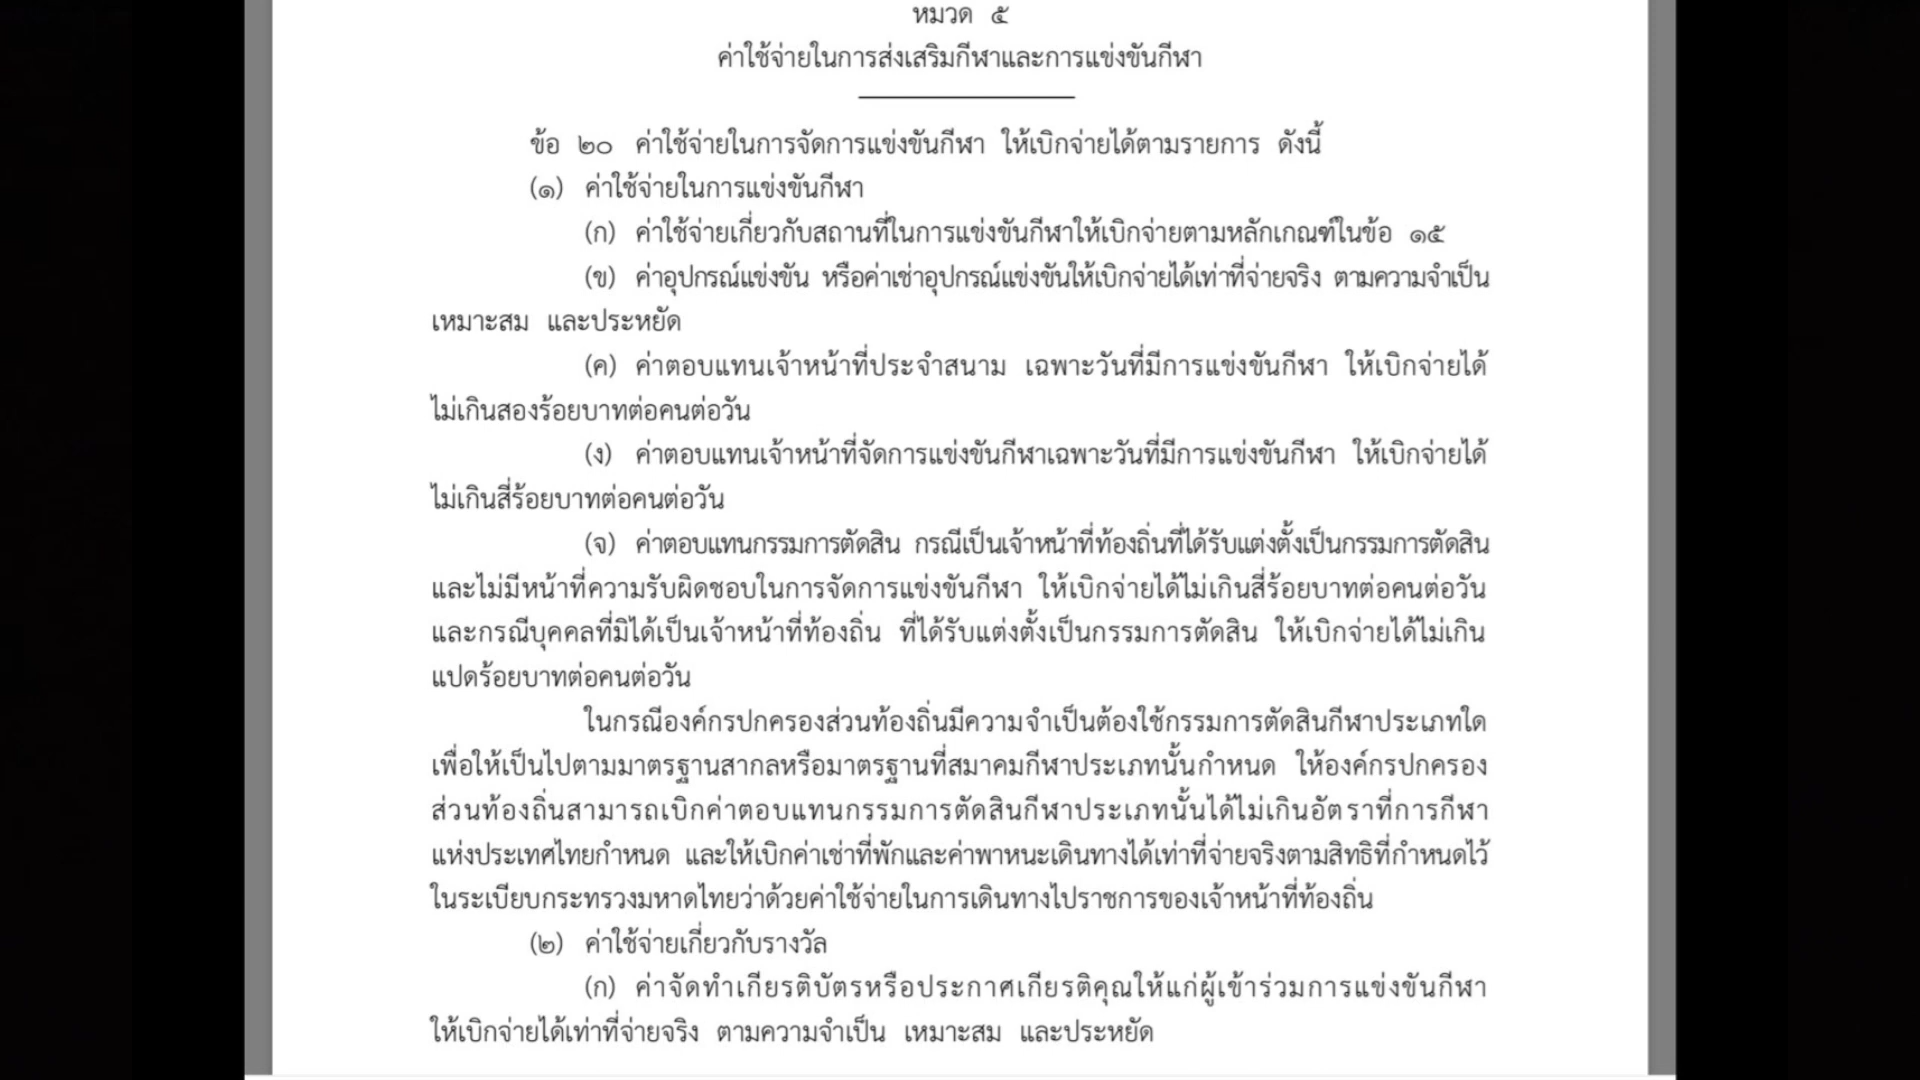 หมวด ๕
ค่าใช้จ่ายในการส่งเสริมกีฬาและการแข่งขันกีฬา
ข้อ ๒๐ ค่าใช้จ่ายในการจัดการแข่งขันกีฬา ให้เบิกจ่ายได้ตามรายการ ดังนี้
(๑) ค่าใช้จ่ายในการแข่งขันกีฬา
(ก) ค่าใช้จ่ายเกี่ยวกับสถานที่ในการแข่งขันกีฬาให้เบิกจ่ายตามหลักเกณฑ์ในข้อ ๑๕
(ข) ค่าอุปกรณ์แข่งขัน หรือค่าเช่าอุปกรณ์แข่งขันให้เบิกจ่ายได้เท่าที่จ่ายจริง ตามความจำเป็น
เหมาะสม และประหยัด
(ค) ค่าตอบแทนเจ้าหน้าที่ประจำสนาม เฉพาะวันที่มีการแข่งขันกีฬา ให้เบิกจ่ายได้
ไม่เกินสองร้อยบาทต่อคนต่อวัน
(ง) ค่าตอบแทนเจ้าหน้าที่จัดการแข่งขันกีฬาเฉพาะวันที่มีการแข่งขันกีฬา ให้เบิกจ่ายได้
ไม่เกินสี่ร้อยบาทต่อคนต่อวัน
(จ) ค่าตอบแทนกรรมการตัดสิน กรณีเป็นเจ้าหน้าที่ท้องถิ่นที่ได้รับแต่งตั้งเป็นกรรมการตัดสิน
และไม่มีหน้าที่ความรับผิดชอบในการจัดการแข่งขันกีฬา ให้เบิกจ่ายได้ไม่เกินสี่ร้อยบาทต่อคนต่อวัน
และกรณีบุคคลที่มิได้เป็นเจ้าหน้าที่ท้องถิ่น ที่ได้รับแต่งตั้งเป็นกรรมการตัดสิน ให้เบิกจ่ายได้ไม่เกิน
แปดร้อยบาทต่อคนต่อวัน
ในกรณีองค์กรปกครองส่วนท้องถิ่นมีความจำเป็นต้องใช้กรรมการตัดสินกีฬาประเภทใด
เพื่อให้เป็นไปตามมาตรฐานสากลหรือมาตรฐานที่สมาคมกีฬาประเภทนั้นกำหนด ให้องค์กรปกครอง
ส่วนท้องถิ่นสามารถเบิกค่าตอบแทนกรรมการตัดสินกีฬาประเภทนั้นได้ไม่เกินอัตราที่การกีฬา
แห่งประเทศไทยกำหนด และให้เบิกค่าเช่าที่พักและค่าพาหนะเดินทางได้เท่าที่จ่ายจริงตามสิทธิที่กำหนดไว้
ในระเบียบกระทรวงมหาดไทยว่าด้วยค่าใช้จ่ายในการเดินทางไปราชการของเจ้าหน้าที่ท้องถิ่น
(๒) ค่าใช้จ่ายเกี่ยวกับรางวัล
(ก) ค่าจัดทำเกียรติบัตรหรือประกาศเกียรติคุณให้แก่ผู้เข้าร่วมการแข่งขันกีฬา
ให้เบิกจ่ายได้เท่าที่จ่ายจริง ตามความจำเป็น เหมาะสม และประหยัด